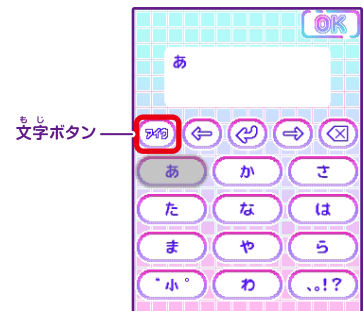 OK
あ
もじ
文字ボタン
アイウ
あ か さ
た な は
ま や ら
゛小゜ わ 、。!?